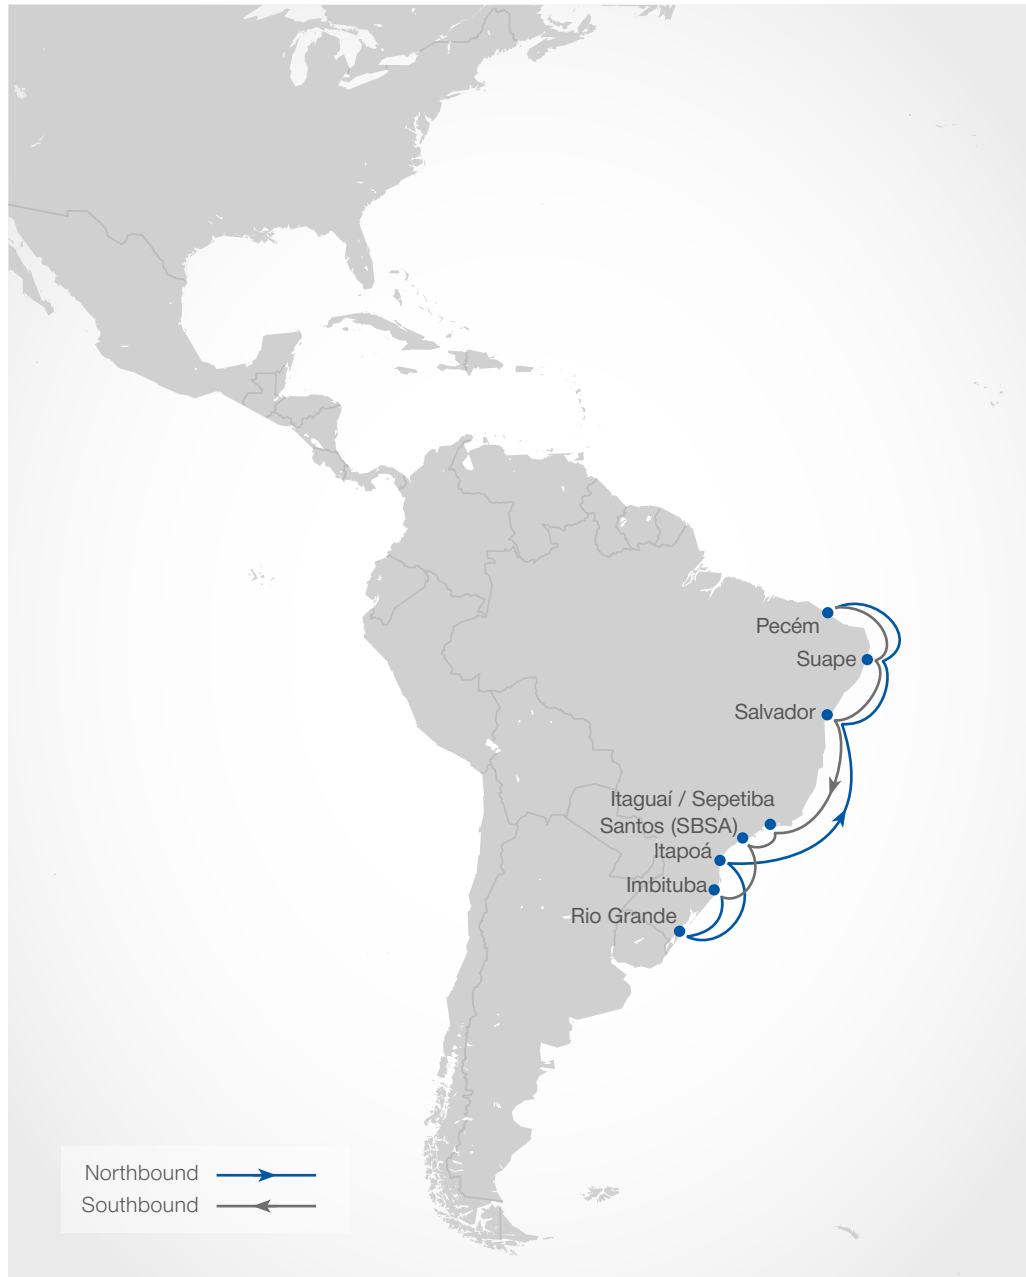 Pecém
Suape
Salvador
Itaguaí / Sepetiba
Santos (SBSA)
Itapoá
Imbituba
Rio Grande
Northbound
Southbound